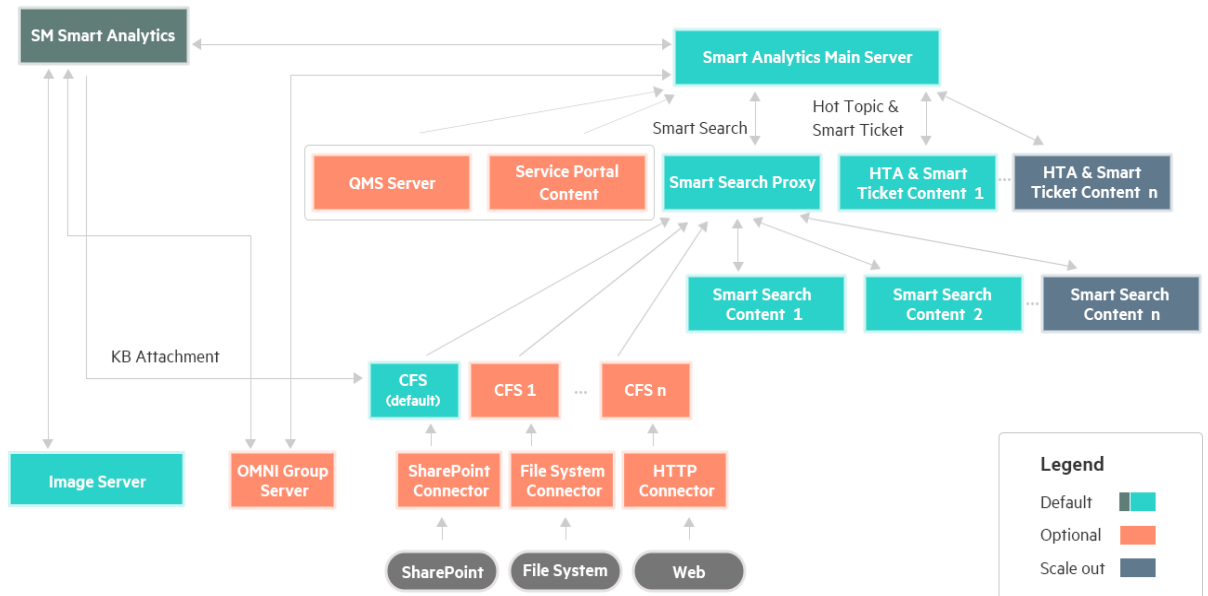 SM Smart Analytics
Smart Analytics Main Server
Smart Search
Hot Topic &
Smart Ticket
QMS Server
Service Portal
Content
Smart Search Proxy
HTA & Smart
Ticket Content 1
...
HTA & Smart
Ticket Content n
Smart Search
Content 1
Smart Search
Content 2
...
Smart Search
Content n
KB Attachment
CFS
(default)
CFS 1
...
CFS n
Image Server
OMNI Group
Server
SharePoint
Connector
File System
Connector
HTTP
Connector
SharePoint
File System
Web
Legend
Default
Optional
Scale out